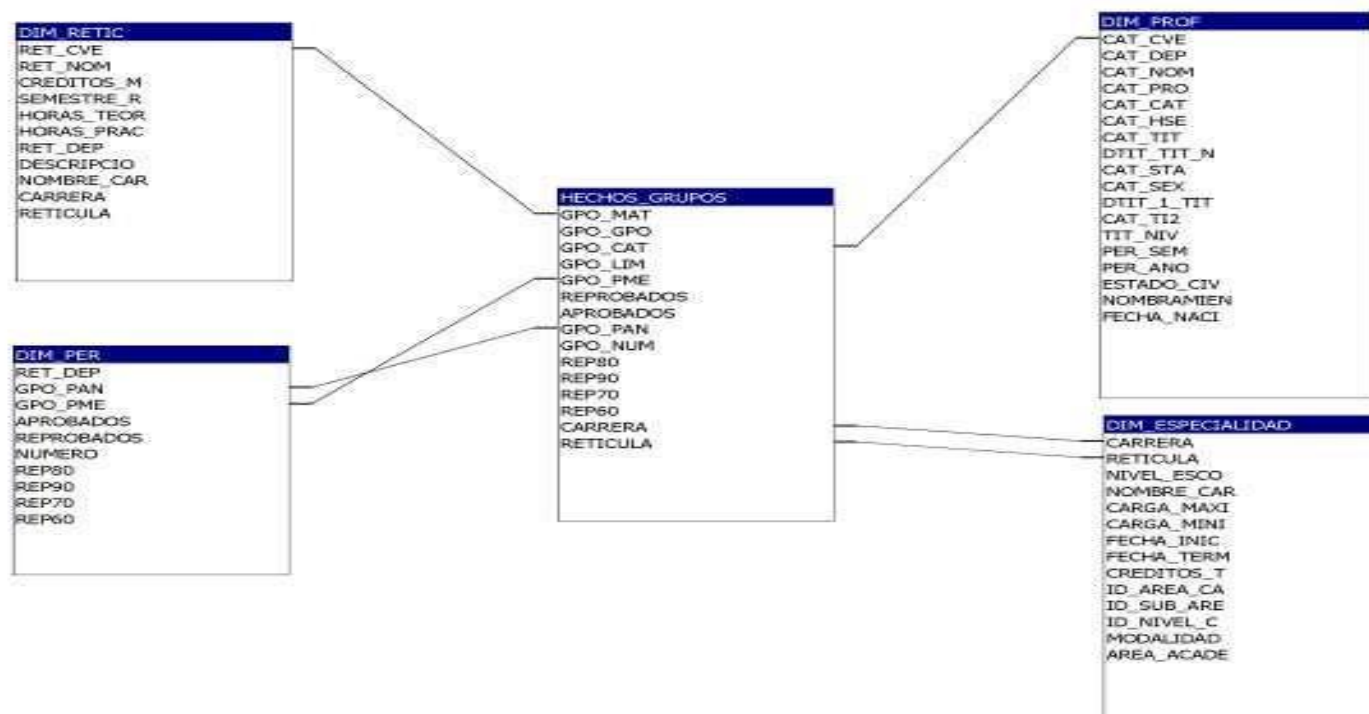 DIM_RETIC
RET_CVE
RET_NOM
CREDITOS_M
SEMESTRE_R
HORAS_TEOR
HORAS_PRAC
RET_DEP
DESCRIPCIO
NOMBRE_CAR
CARRERA
RETICULA
DIM_PER
RET_DEP
GPO_PAN
GPO_PME
APROBADOS
REPROBADOS
NUMERO
REP80
REP90
REP70
REP60
HECHOS_GRUPOS
GPO_MAT
GPO_GPO
GPO_CAT
GPO_LIM
GPO_PME
REPROBADOS
APROBADOS
GPO_PAN
GPO_NUM
REP80
REP90
REP70
REP60
CARRERA
RETICULA
DIM_PROF
CAT_CVE
CAT_DEP
CAT_NOM
CAT_PRO
CAT_CAT
CAT_HSE
CAT_TIT
DTIT_TIT_N
CAT_STA
CAT_SEX
DTIT_1_TIT
CAT_TI2
TIT_NIV
PER_SEM
PER_ANO
ESTADO_CIV
NOMBRAMIEN
FECHA_NACI
DIM_ESPECIALIDAD
CARRERA
RETICULA
NIVEL_ESCO
NOMBRE_CAR
CARGA_MAXI
CARGA_MINI
FECHA_INIC
FECHA_TERM
CREDITOS_T
ID_AREA_CA
ID_SUB_ARE
ID_NIVEL_C
MODALIDAD
AREA_ACADE